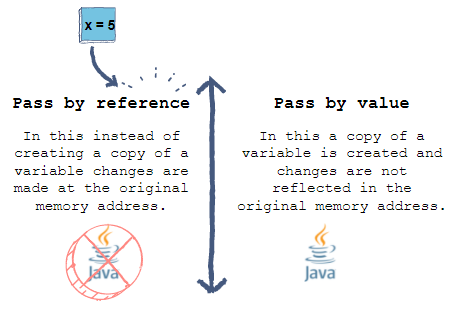 x = 5
Pass by reference
In this instead of
creating a copy of a
variable changes are
made at the original
memory address.
Java
Pass by value
In this a copy of a
variable is created and
changes are not
reflected in the
original memory address.
Java